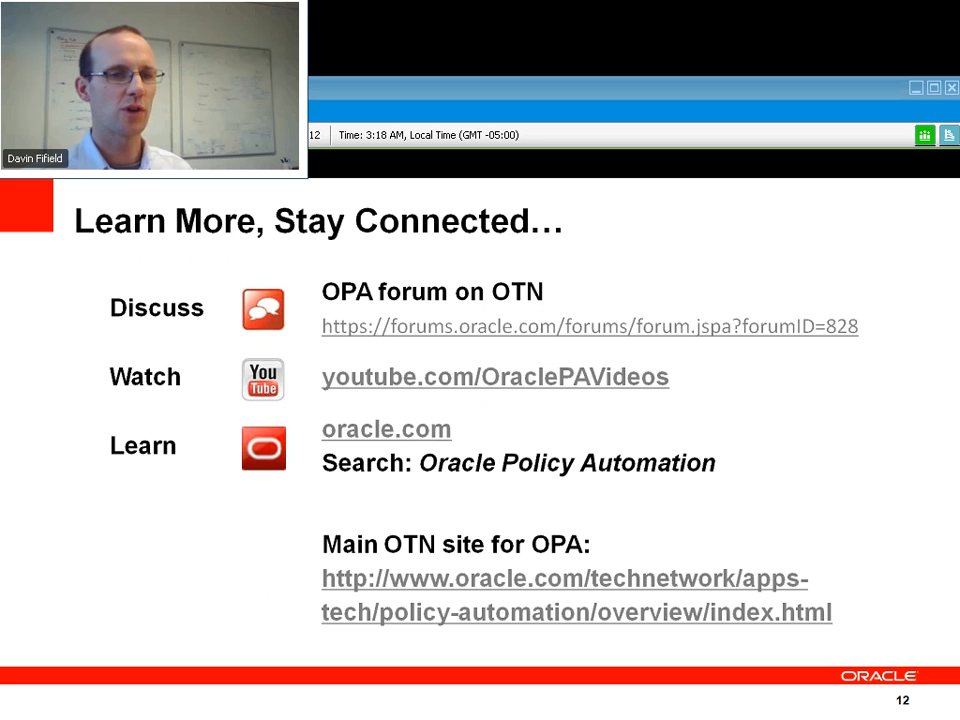 Davin Fifield
12
Time: 3:18 AM, Local Time (GMT -05:00)
Learn More, Stay Connected…
Discuss
OPA forum on OTN
https://forums.oracle.com/forums/forum.jspa?forumID=828
Watch
You
Tube
youtube.com/OraclePAVideos
Learn
oracle.com
Search: Oracle Policy Automation
Main OTN site for OPA:
http://www.oracle.com/technetwork/apps-
tech/policy-automation/overview/index.html
ORACLE
12